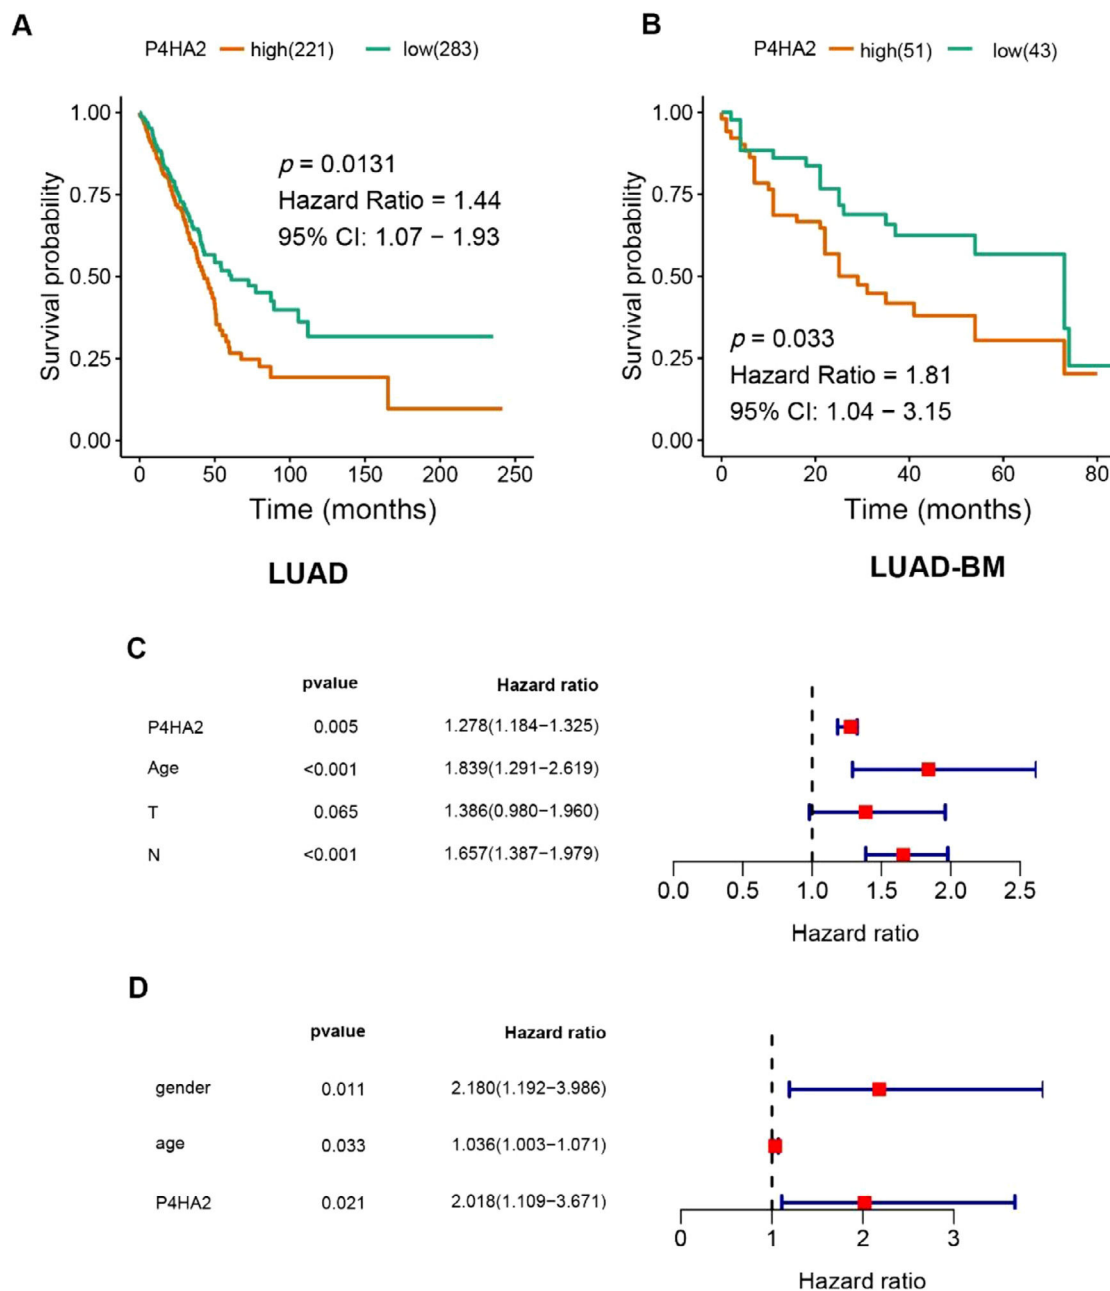 A
P4HA2 high(221) low(283)
Survival probability
1.00
0.75
0.50
0.25
0.00
p = 0.0131
Hazard Ratio = 1.44
95% CI: 1.07 − 1.93
0 50 100 150 200 250
Time (months)
LUAD
B
P4HA2 high(51) low(43)
Survival probability
1.00
0.75
0.50
0.25
0.00
p = 0.033
Hazard Ratio = 1.81
95% CI: 1.04 − 3.15
0 20 40 60 80
Time (months)
LUAD-BM
C
pvalue Hazard ratio
P4HA2 0.005 1.278(1.184−1.325)
Age <0.001 1.839(1.291−2.619)
T 0.065 1.386(0.980−1.960)
N <0.001 1.657(1.387−1.979)
0.0 0.5 1.0 1.5 2.0 2.5
Hazard ratio
D
pvalue Hazard ratio
gender 0.011 2.180(1.192−3.986)
age 0.033 1.036(1.003−1.071)
P4HA2 0.021 2.018(1.109−3.671)
0 1 2 3
Hazard ratio